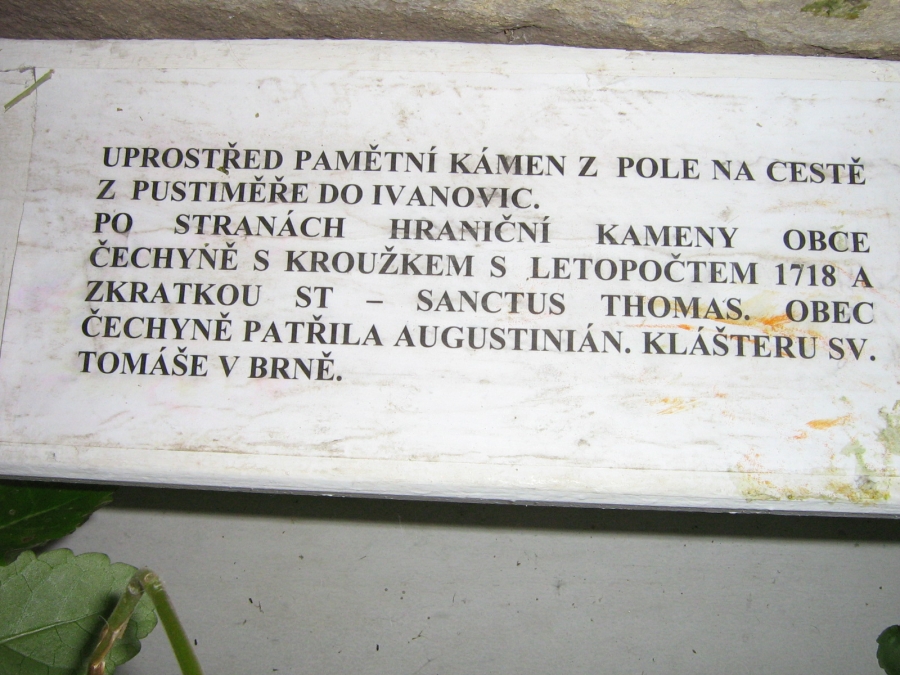 UPROSTŘED PAMĚTNÍ KÁMEN Z POLE NA CESTĚ
Z PUSTIMĚŘE DO IVANOVIC.
PO STRANÁCH HRANIČNÍ KAMENY OBCE
ČECHYNĚ S KROUŽKEM S LETOPOČTEM 1718 A
ZKRATKOU ST – SANCTUS THOMAS. OBEC
ČECHYNĚ PATŘILA AUGUSTINIÁN. KLÁŠTERU SV.
TOMÁŠE V BRNĚ.